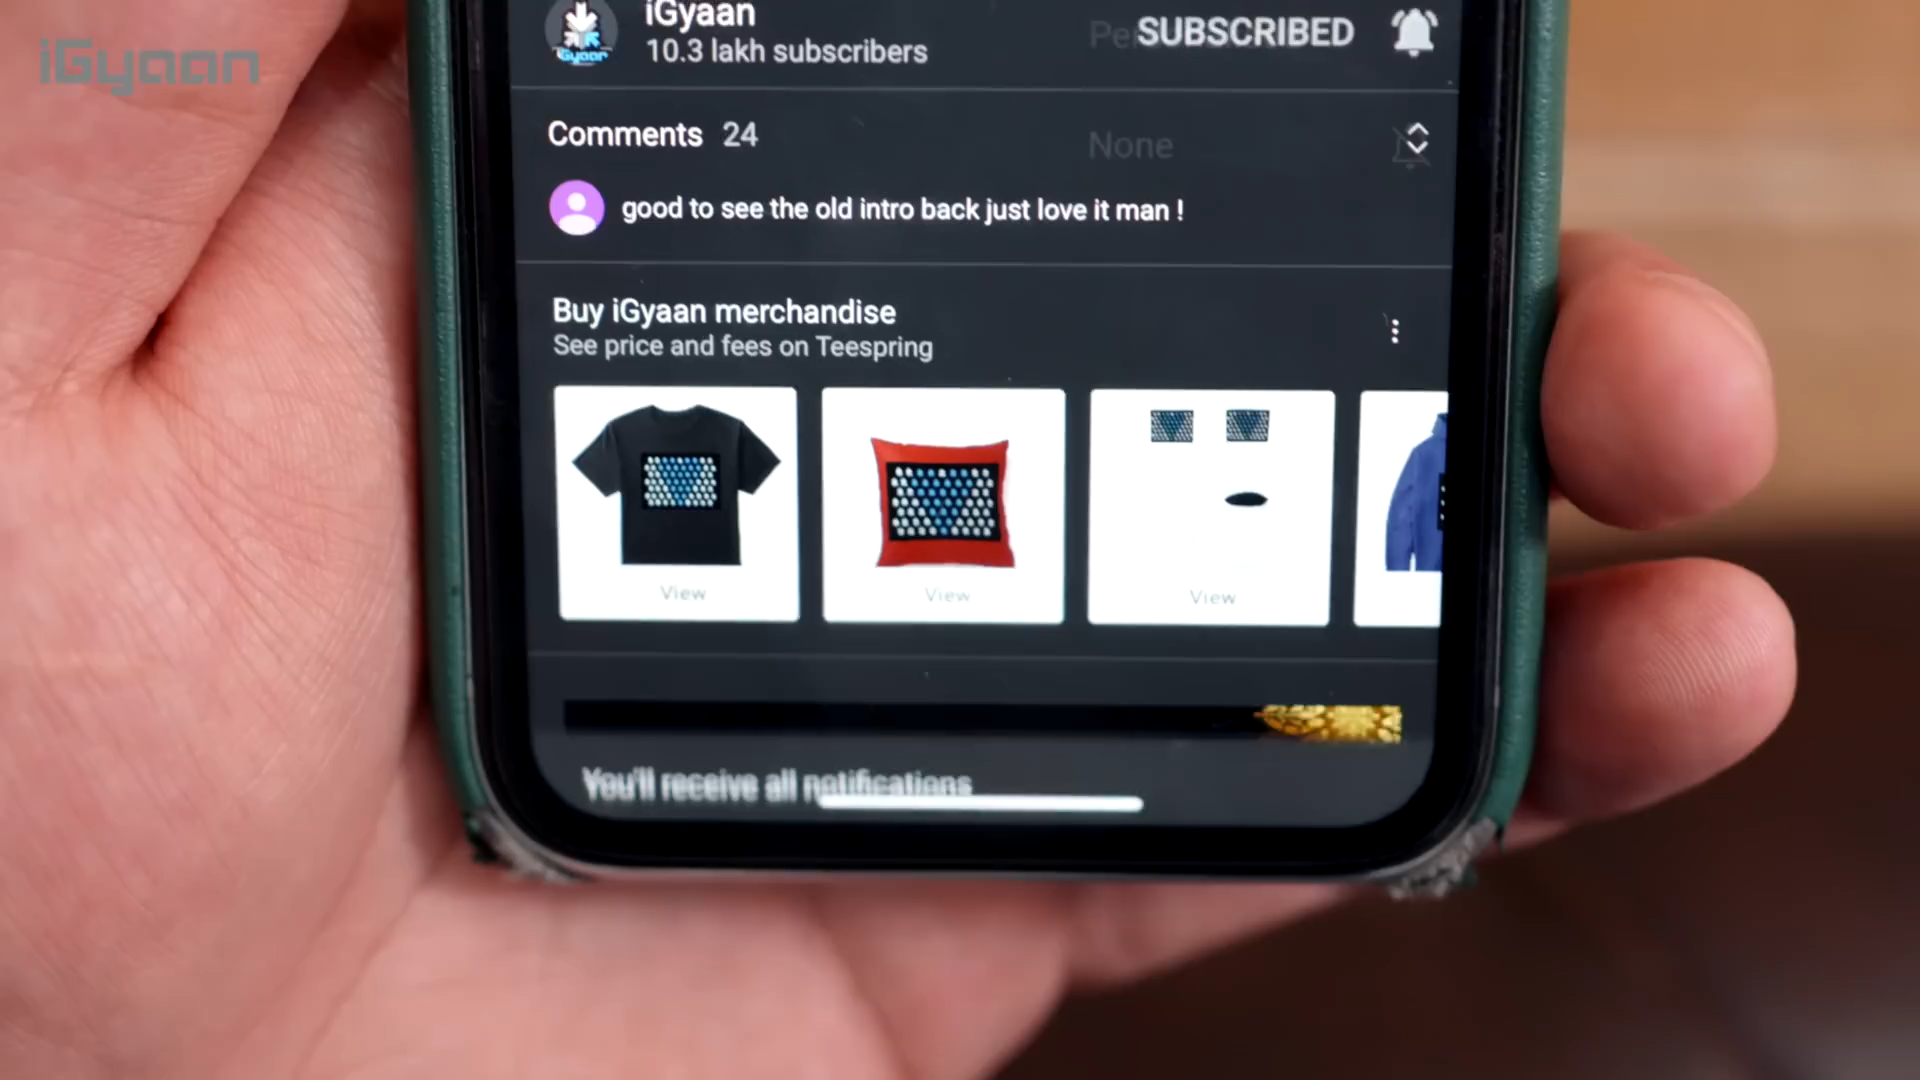 iGyaan
iGyaan
10.3 lakh subscribers
SUBSCRIBED
Comments 24
None
good to see the old intro back just love it man !
Buy iGyaan merchandise
See price and fees on Teespring
View
View
View
You'll receive all notifications